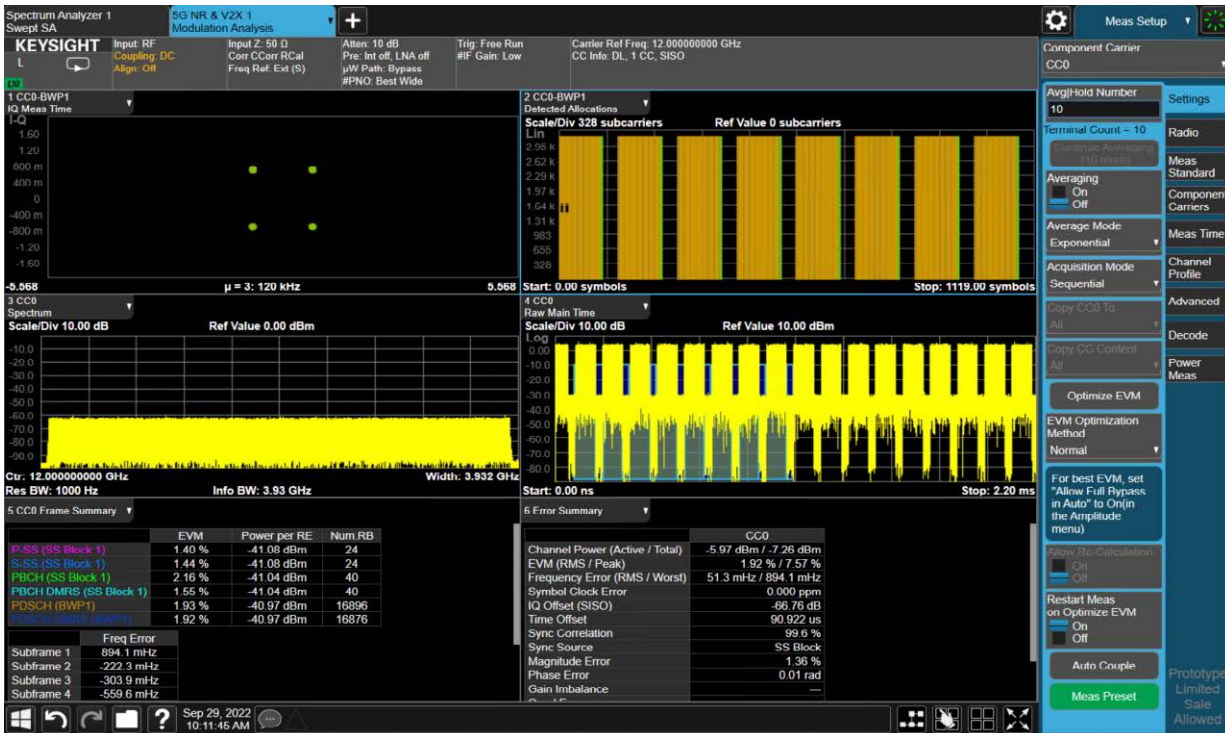 Spectrum Analyzer 1
Swept SA
5G NR & V2X 1
Modulation Analysis
Meas Setup
KEYSIGHT
L
Input: RF
Coupling: DC
Align: Off
Input Z: 50 Ω
Corr CCorr RCal
Freq Ref: Ext (S)
Atten: 10 dB
Pre: Int off, LNA off
µW Path: Bypass
#PNO: Best Wide
Trig: Free Run
#IF Gain: Low
Carrier Ref Freq: 12.000000000 GHz
CC Info: DL, 1 CC, SISO
1 CC0-BWP1
IQ Meas Time
I-Q
1.60
1.20
800 m
400 m
0
-400 m
-800 m
-1.20
-1.60
-5.568
µ = 3: 120 kHz
5.568
2 CC0-BWP1
Detected Allocations
Scale/Div 328 subcarriers
Ref Value 0 subcarriers
Lin
2.96 k
2.62 k
2.29 k
1.97 k
1.64 k
1.31 k
983
655
328
Start: 0.00 symbols
Stop: 1119.00 symbols
3 CC0
Spectrum
Scale/Div 10.00 dB
Ref Value 0.00 dBm
-10.0
-20.0
-30.0
-40.0
-50.0
-60.0
-70.0
-80.0
-90.0
Ctr: 12.000000000 GHz
Width: 3.932 GHz
Res BW: 1000 Hz
Info BW: 3.93 GHz
4 CC0
Raw Main Time
Scale/Div 10.00 dB
Ref Value 10.00 dBm
Log
0.00
-10.0
-20.0
-30.0
-40.0
-50.0
-60.0
-70.0
-80.0
Start: 0.00 ns
Stop: 2.20 ms
5 CC0 Frame Summary
EVM Power per RE Num.RB
P-SS (SS Block 1) 1.40 % -41.08 dBm 24
S-SS (SS Block 1) 1.44 % -41.08 dBm 24
PBCH (SS Block 1) 2.16 % -41.04 dBm 40
PBCH DMRS (SS Block 1) 1.55 % -41.04 dBm 40
PDSCH (BWP1) 1.93 % -40.97 dBm 16896
PDSCH DMRS (BWP1) 1.92 % -40.97 dBm 16876
Freq Error
Subframe 1 894.1 mHz
Subframe 2 -222.3 mHz
Subframe 3 -303.9 mHz
Subframe 4 -559.6 mHz
6 Error Summary
CC0
Channel Power (Active / Total) -5.97 dBm / -7.26 dBm
EVM (RMS / Peak) 1.92 % / 7.57 %
Frequency Error (RMS / Worst) 51.3 mHz / 894.1 mHz
Symbol Clock Error 0.000 ppm
IQ Offset (SISO) -66.76 dB
Time Offset 90.922 us
Sync Correlation 99.6 %
Sync Source SS Block
Magnitude Error 1.36 %
Phase Error 0.01 rad
Gain Imbalance —
Component Carrier
CC0
Avg|Hold Number
10
Terminal Count = 10
Continue Averaging
Averaging
On
Off
Average Mode
Exponential
Acquisition Mode
Sequential
Copy CC0 To
All
Copy CC Content
All
Optimize EVM
EVM Optimization
Method
Normal
For best EVM, set
"Allow Full Bypass
in Auto" to On(in
the Amplitude
menu)
Allow Re-Calculation
On
Off
Restart Meas
on Optimize EVM
On
Off
Auto Couple
Meas Preset
Settings
Radio
Meas
Standard
Component
Carriers
Meas Time
Channel
Profile
Advanced
Decode
Power
Meas
Prototype
Limited
Sale
Allowed
?
Sep 29, 2022
10:11:45 AM